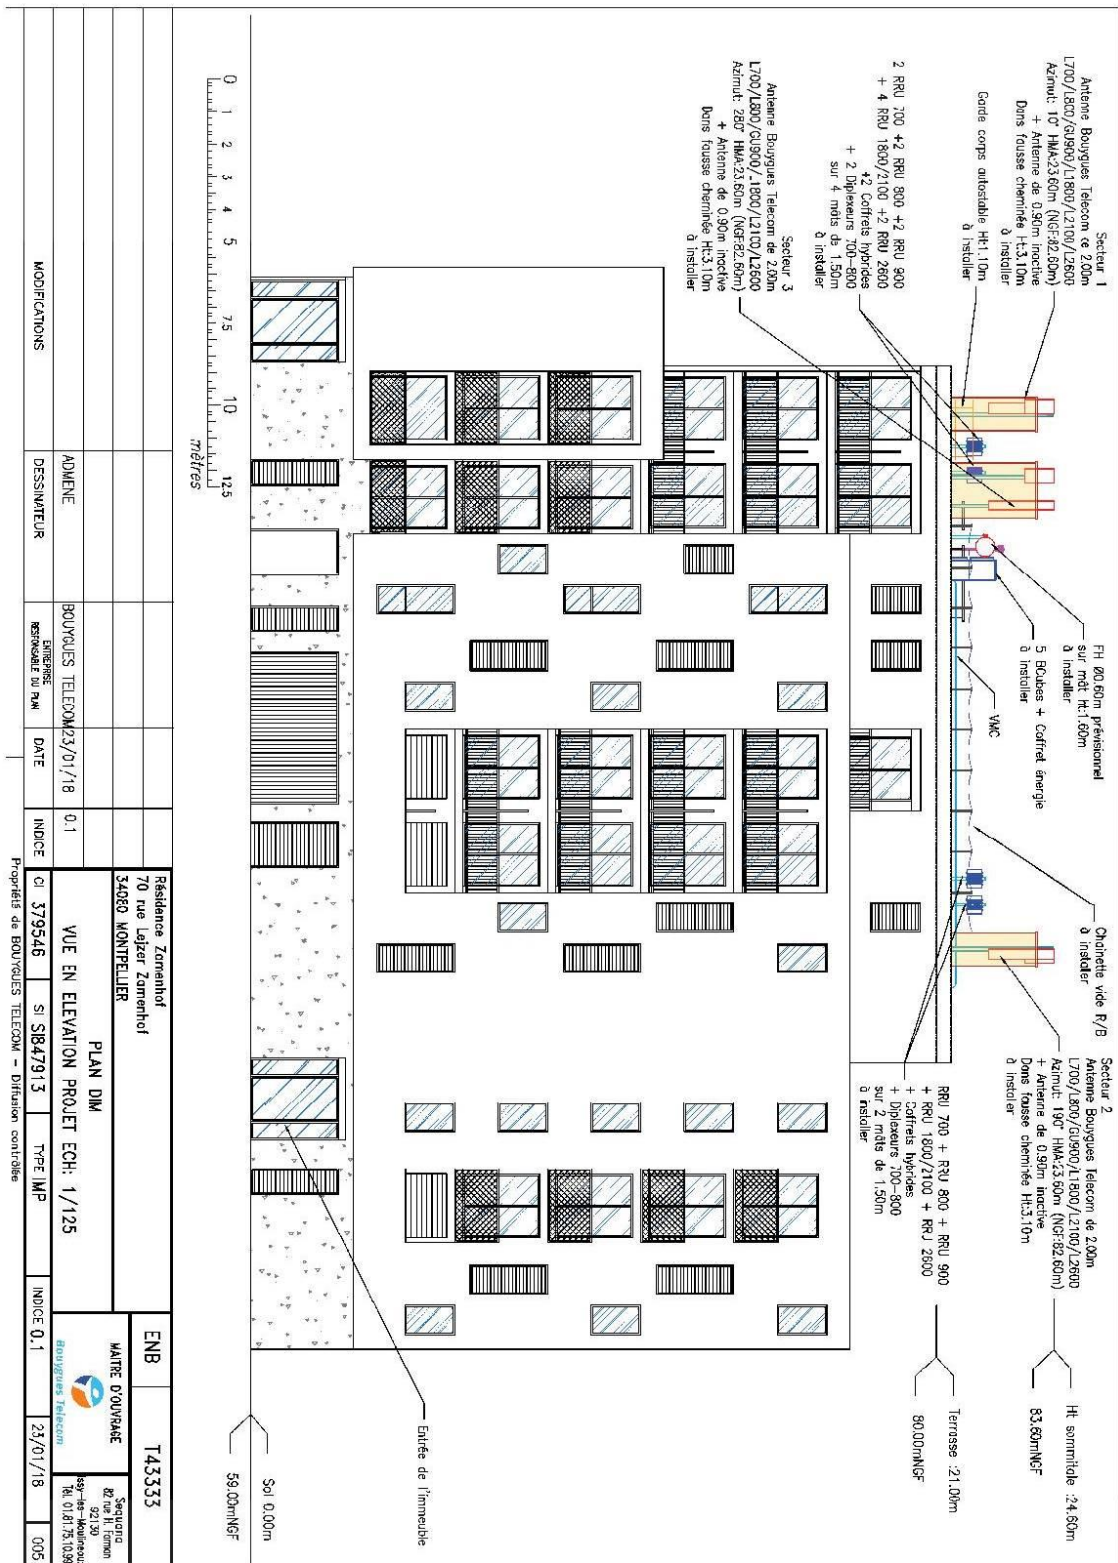 Secteur 1
Antenne Bouygues Telecom ce 2.00m
L700/L800/GU900/L1800/L2100/L2600
Azimut: 10° HMA:23.60m (NGF:82.60m)
+ Antenne de 0.90m inactive
Dans fausse cheminée Ht:3.10m
à installer
Garde corps autostable Ht:1.10m
à installer
2 RRU 700 +2 RRU 800 +2 RRU 900
+ 4 RRU 1800/2100 +2 RRU 2600
+2 Coffrets hybrides
+ 2 Diplexeurs 700-800
sur 4 mâts de 1.50m
à installer
Secteur 3
Antenne Bouygues Telecom de 2.00m
L700/L800/GU900/L1800/L2100/L2600
Azimut: 280° HMA:23.60m (NGF:82.60m)
+ Antenne de 0.90m inactive
Dans fausse cheminée Ht:3.10m
à installer
FH Ø0.60m prévisionnel
sur mât Ht:1.60m
à installer
5 BCubes + Coffret énergie
à installer
VMC
Chainette vide R/B
à installer
Secteur 2
Antenne Bouygues Telecom de 2.00m
L700/L800/GU900/L1800/L2100/L2600
Azimut: 190° HMA:23.60m (NGF:82.60m)
+ Antenne de 0.90m inactive
Dans fausse cheminée Ht:3.10m
à installer
RRU 700 + RRU 800 + RRU 900
+ RRU 1800/2100 + RRU 2600
+ Coffrets hybrides
+ Diplexeurs 700-800
sur 2 mâts de 1.50m
à installer
Ht sommitale :24.60m
83.60mNGF
Terrasse :21.00m
80.00mNGF
Entrée de l'immeuble
Sol 0.00m
59.00mNGF
0 1 2 3 4 5 7.5 10 12.5
mètres
MODIFICATIONS
DESSINATEUR
ENTREPRISE
RESPONSABLE DU PLAN
DATE
INDICE
ADMENE
BOUYGUES TELECOM
23/01/18
0.1
Résidence Zamenhof
70 rue Lejzer Zamenhof
34080 MONTPELLIER
PLAN DIM
VUE EN ELEVATION PROJET ECH: 1/125
CI 379546
SI SI847913
TYPE IMP
INDICE 0.1
23/01/18
005
ENB
T43333
MAITRE D'OUVRAGE
Bouygues Telecom
Sequana
82 rue H. Farman
92130
Issy-les-Moulineaux
Tél. 01.81.75.10.99
Propriété de BOUYGUES TELECOM - Diffusion contrôlée